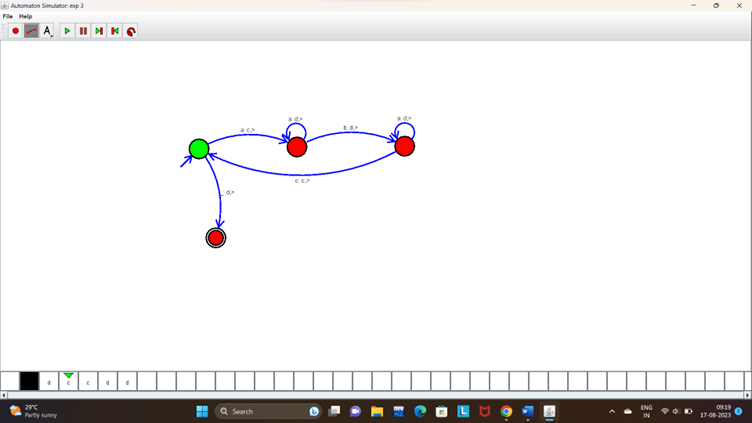 Automaton Simulator: exp 3
File Help
A
a: c,>
a: d,>
b: d,>
a: d,>
c: c,>
_: d,>
d c c d d
29°C
Partly sunny
Search
ENG
IN
09:19
17-08-2023